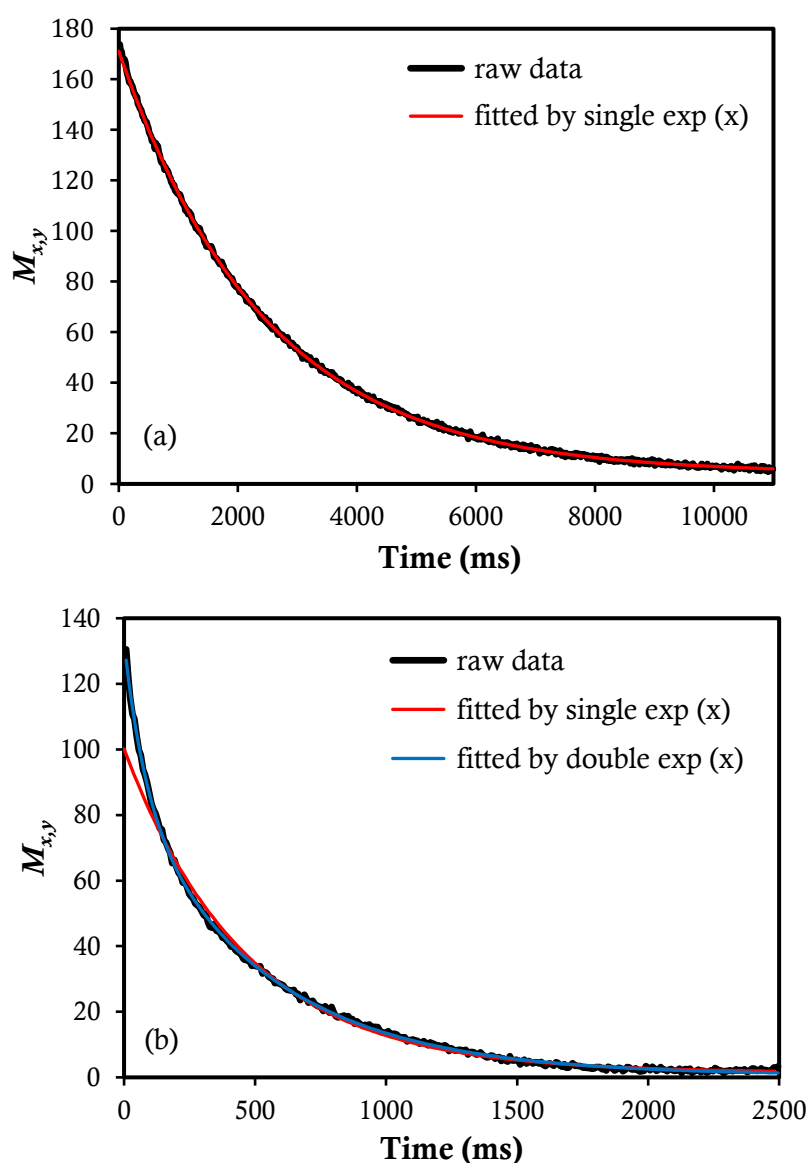 180
160
140
120
100
80
60
40
20
0
M x,y
raw data
fitted by single exp (x)
(a)
0 2000 4000 6000 8000 10000
Time (ms)
140
120
100
80
60
40
20
0
M x,y
raw data
fitted by single exp (x)
fitted by double exp (x)
(b)
0 500 1000 1500 2000 2500
Time (ms)